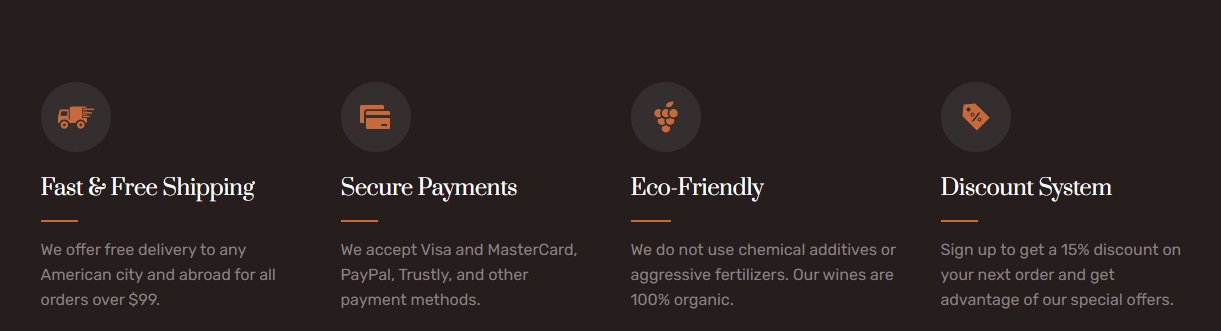 Fast & Free Shipping
We offer free delivery to any
American city and abroad for all
orders over $99.
Secure Payments
We accept Visa and MasterCard,
PayPal, Trustly, and other
payment methods.
Eco-Friendly
We do not use chemical additives or
aggressive fertilizers. Our wines are
100% organic.
%
Discount System
Sign up to get a 15% discount on
your next order and get
advantage of our special offers.